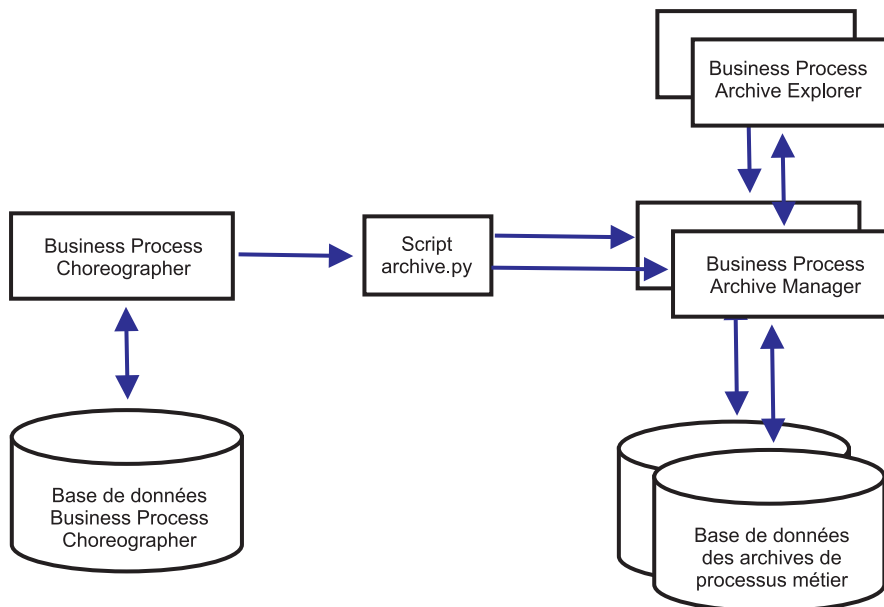 Business Process
Archive Explorer
Business Process
Choreographer
Script
archive.py
Business Process
Archive Manager
Base de données
Business Process
Choreographer
Base de données
des archives de
processus métier